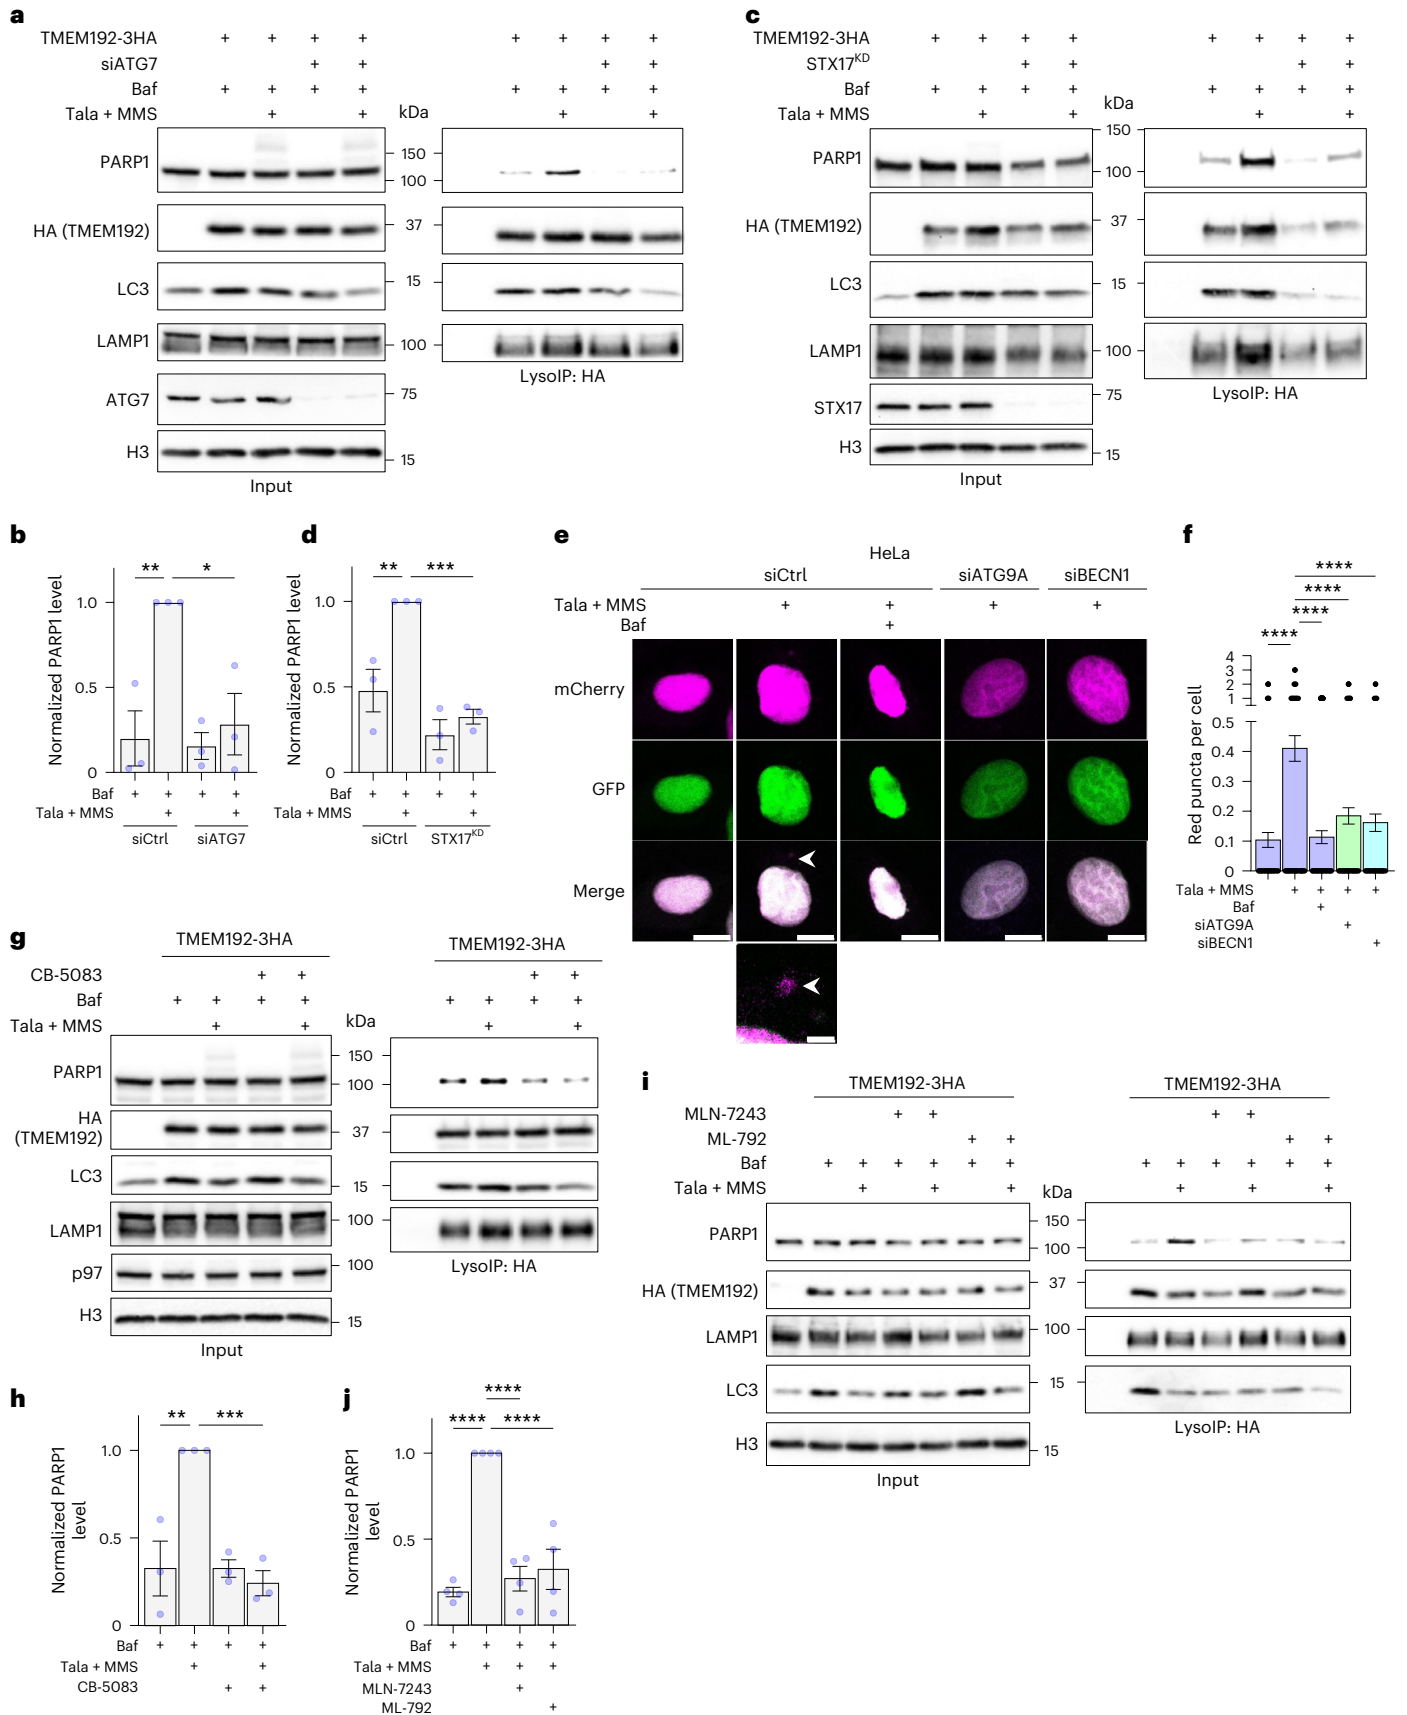 a
TMEM192-3HA + + + + + + + +
siATG7 + + + +
Baf + + + + + + + +
Tala + MMS + + kDa + +
PARP1 150
100
HA (TMEM192) 37
LC3 15
LAMP1 100
LysoIP: HA
ATG7 75
H3 15
Input
c
TMEM192-3HA + + + + + + + +
STX17KD + + + +
Baf + + + + + + + +
Tala + MMS + + kDa + +
PARP1 150
100
HA (TMEM192) 37
LC3 15
LAMP1 100
LysoIP: HA
STX17 75
H3 15
Input
b
Normalized PARP1 level
** *
1.0
0.5
0
Baf + + + +
Tala + MMS + +
siCtrl siATG7
d
Normalized PARP1 level
** ***
1.0
0.5
0
Baf + + + +
Tala + MMS + +
siCtrl STX17KD
e
HeLa
siCtrl siATG9A siBECN1
Tala + MMS + + + +
Baf +
mCherry
GFP
Merge
f
Red puncta per cell
****
****
****
****
4
3
2
1
0.5
0.4
0.3
0.2
0.1
0
Tala + MMS + + + +
Baf +
siATG9A +
siBECN1 +
g
TMEM192-3HA TMEM192-3HA
CB-5083 + + + +
Baf + + + + + + + +
Tala + MMS + + kDa + +
PARP1 150
100
HA
(TMEM192) 37
LC3 15
LAMP1 100
p97 100
LysoIP: HA
H3 15
Input
i
TMEM192-3HA TMEM192-3HA
MLN-7243 + + + +
ML-792 + + + +
Baf + + + + + + + + + + + +
Tala + MMS + + + kDa + + +
PARP1 150
100
HA (TMEM192) 37
LAMP1 100
LC3 15
LysoIP: HA
H3 15
Input
h
Normalized PARP1
level
** ***
1.0
0.5
0
Baf + + + +
Tala + MMS + +
CB-5083 + +
j
Normalized PARP1
level
****
**** ****
1.0
0.5
0
Baf + + + +
Tala + MMS + + +
MLN-7243 +
ML-792 +